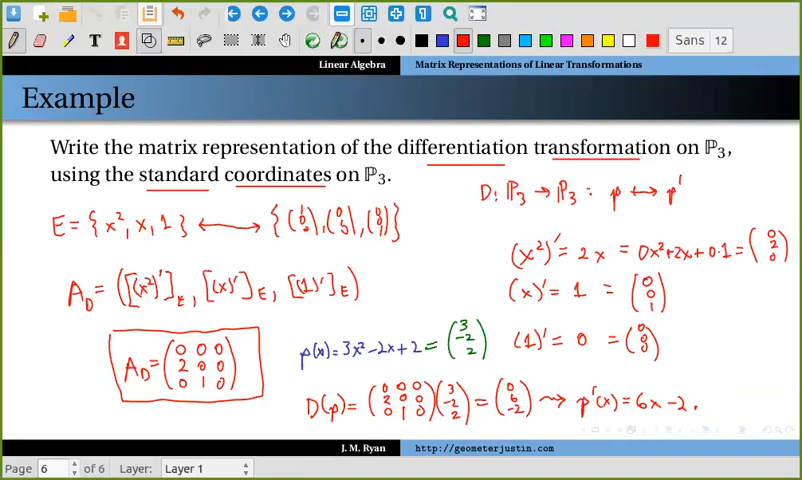 T
Sans 12
Linear Algebra
Matrix Representations of Linear Transformations
Example
Write the matrix representation of the differentiation transformation on ℙ₃,
using the standard coordinates on ℙ₃.
D: ℙ₃ → ℙ₃ : p ↔ p'
E = { x², x, 1 } ⟷ { (1 0 0), (0 1 0), (0 0 1) }
(x²)' = 2x = 0x²+2x+0·1 = (0 2 0)
A_D = ( [(x²)']_E, [(x)']_E, [(1)']_E )
(x)' = 1 = (0 0 1)
(1)' = 0 = (0 0 0)
p(x) = 3x² − 2x + 2 = (3 −2 2)
A_D = (0 0 0
2 0 0
0 1 0)
D(p) = (0 0 0 / 2 0 0 / 0 1 0) (3 −2 2) = (0 6 −2) ⤳ p'(x) = 6x − 2.
J. M. Ryan
http://geometerjustin.com
Page 6 of 6 Layer: Layer 1